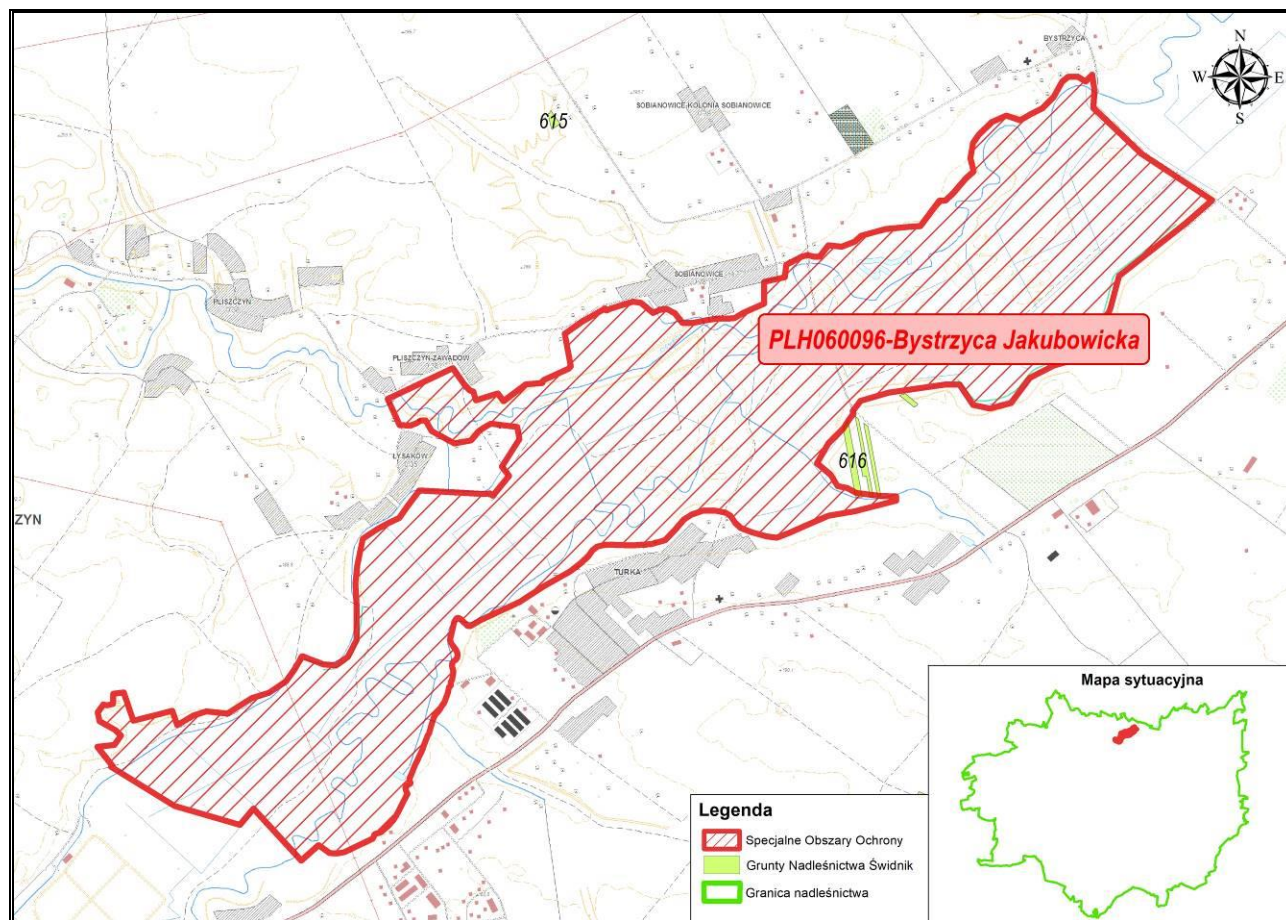 BYSTRZYCA
N
W
E
S
SOBIANOWICE-KOLONIA SOBIANOWICE
615
SOBIANOWICE
PLISZCZYN
PLH060096-Bystrzyca Jakubowicka
PLISZCZYN-ZAWADÓW
ŁYSAKÓW
616
ZYN
TURKA
Mapa sytuacyjna
Legenda
Specjalne Obszary Ochrony
Grunty Nadleśnictwa Świdnik
Granica nadleśnictwa